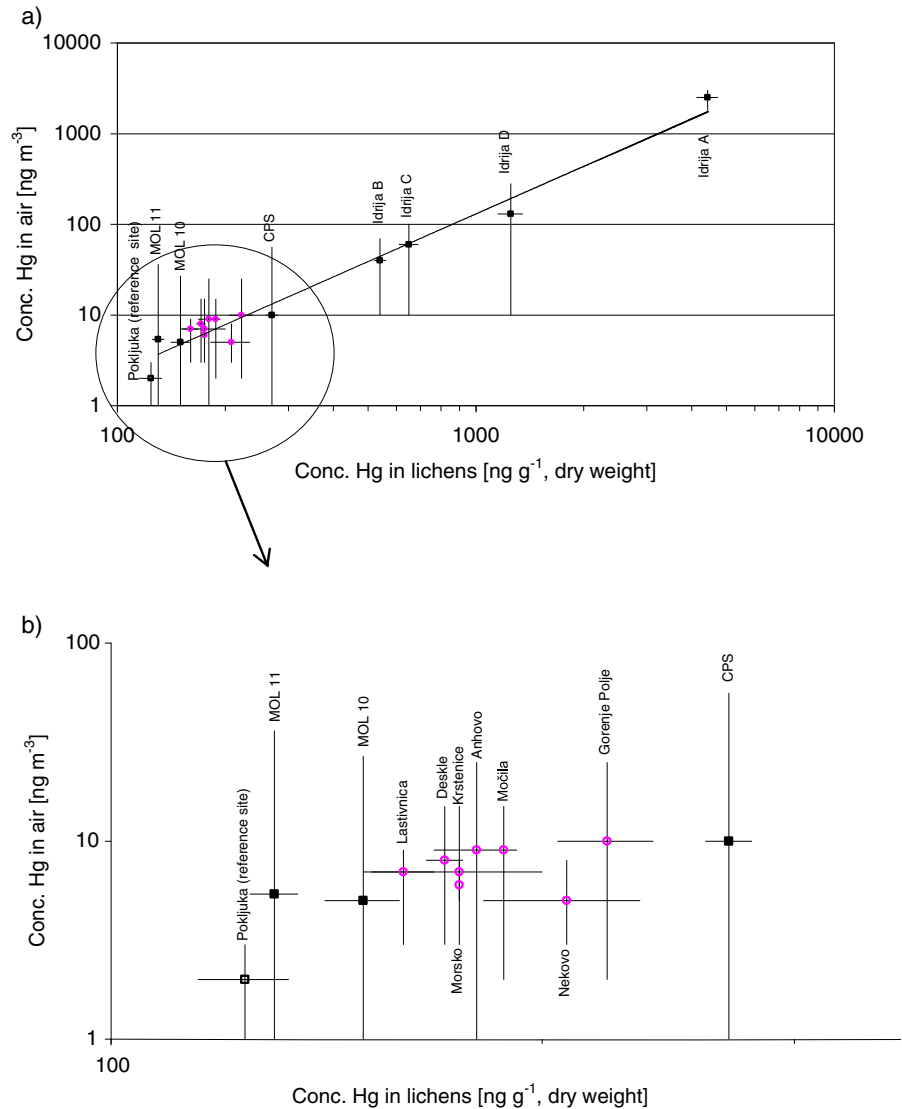 a)
10000
1000
100
10
1
Conc. Hg in air [ng m⁻³]
Pokljuka (reference site)
MOL 11
MOL 10
CPS
Idrija B
Idrija C
Idrija D
Idrija A
100
1000
10000
Conc. Hg in lichens [ng g⁻¹, dry weight]
b)
100
10
1
Conc. Hg in air [ng m⁻³]
Pokljuka (reference site)
MOL 11
MOL 10
Lastivnica
Deskle
Krstenice
Morsko
Anhovo
Močila
Nekovo
Gorenje Polje
CPS
100
Conc. Hg in lichens [ng g⁻¹, dry weight]